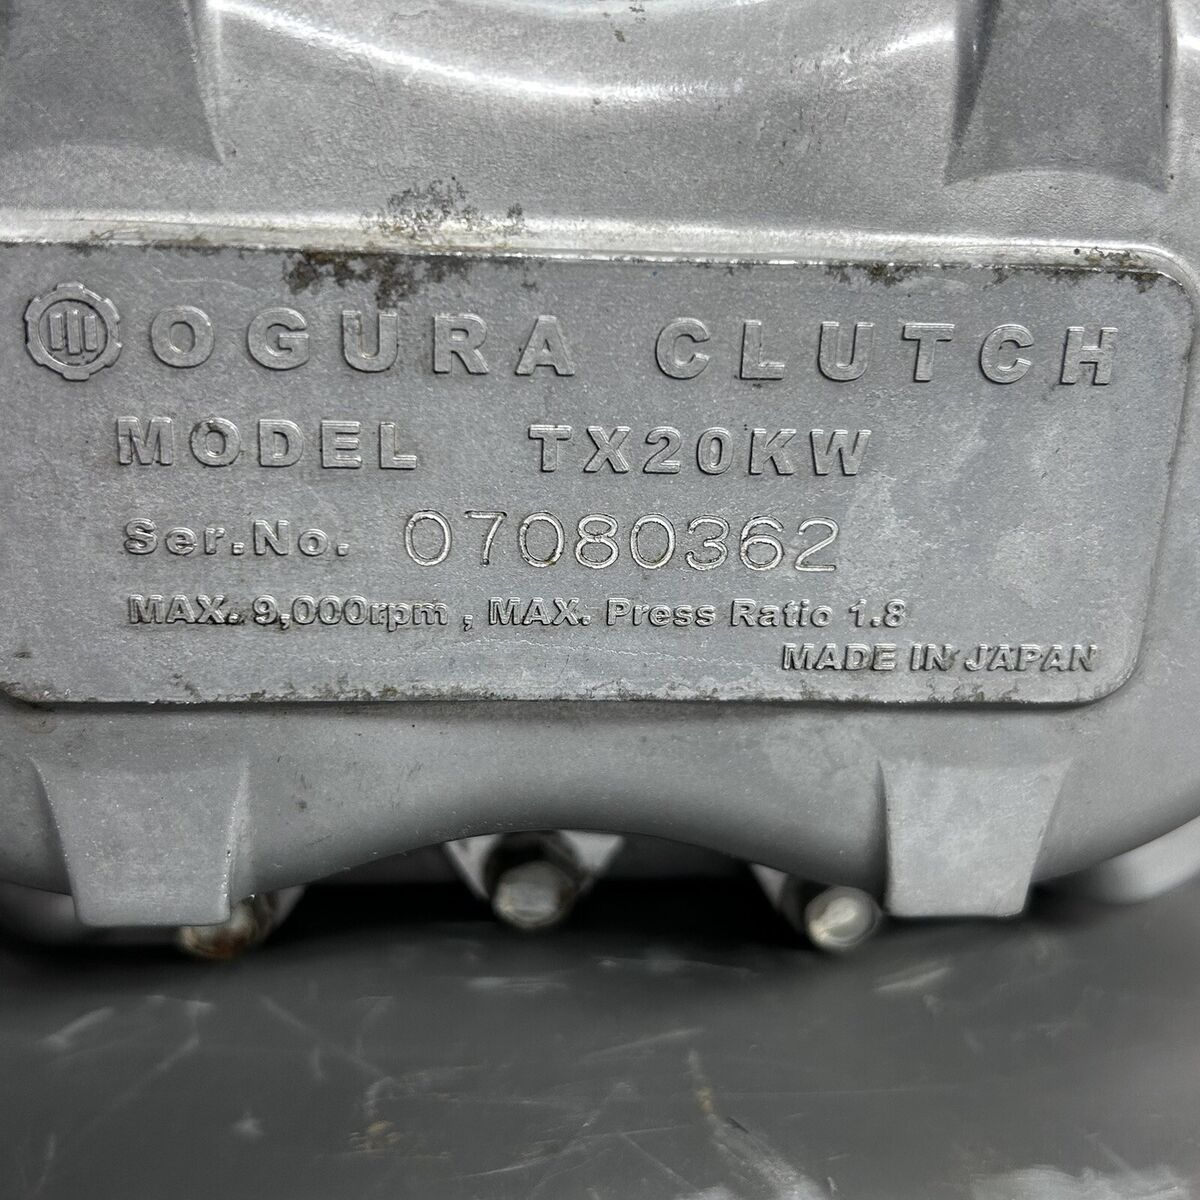 OGURA CLUTCH
MODEL TX20KW
Ser.No. 07080362
MAX. 9,000rpm , MAX. Press Ratio 1.8
MADE IN JAPAN